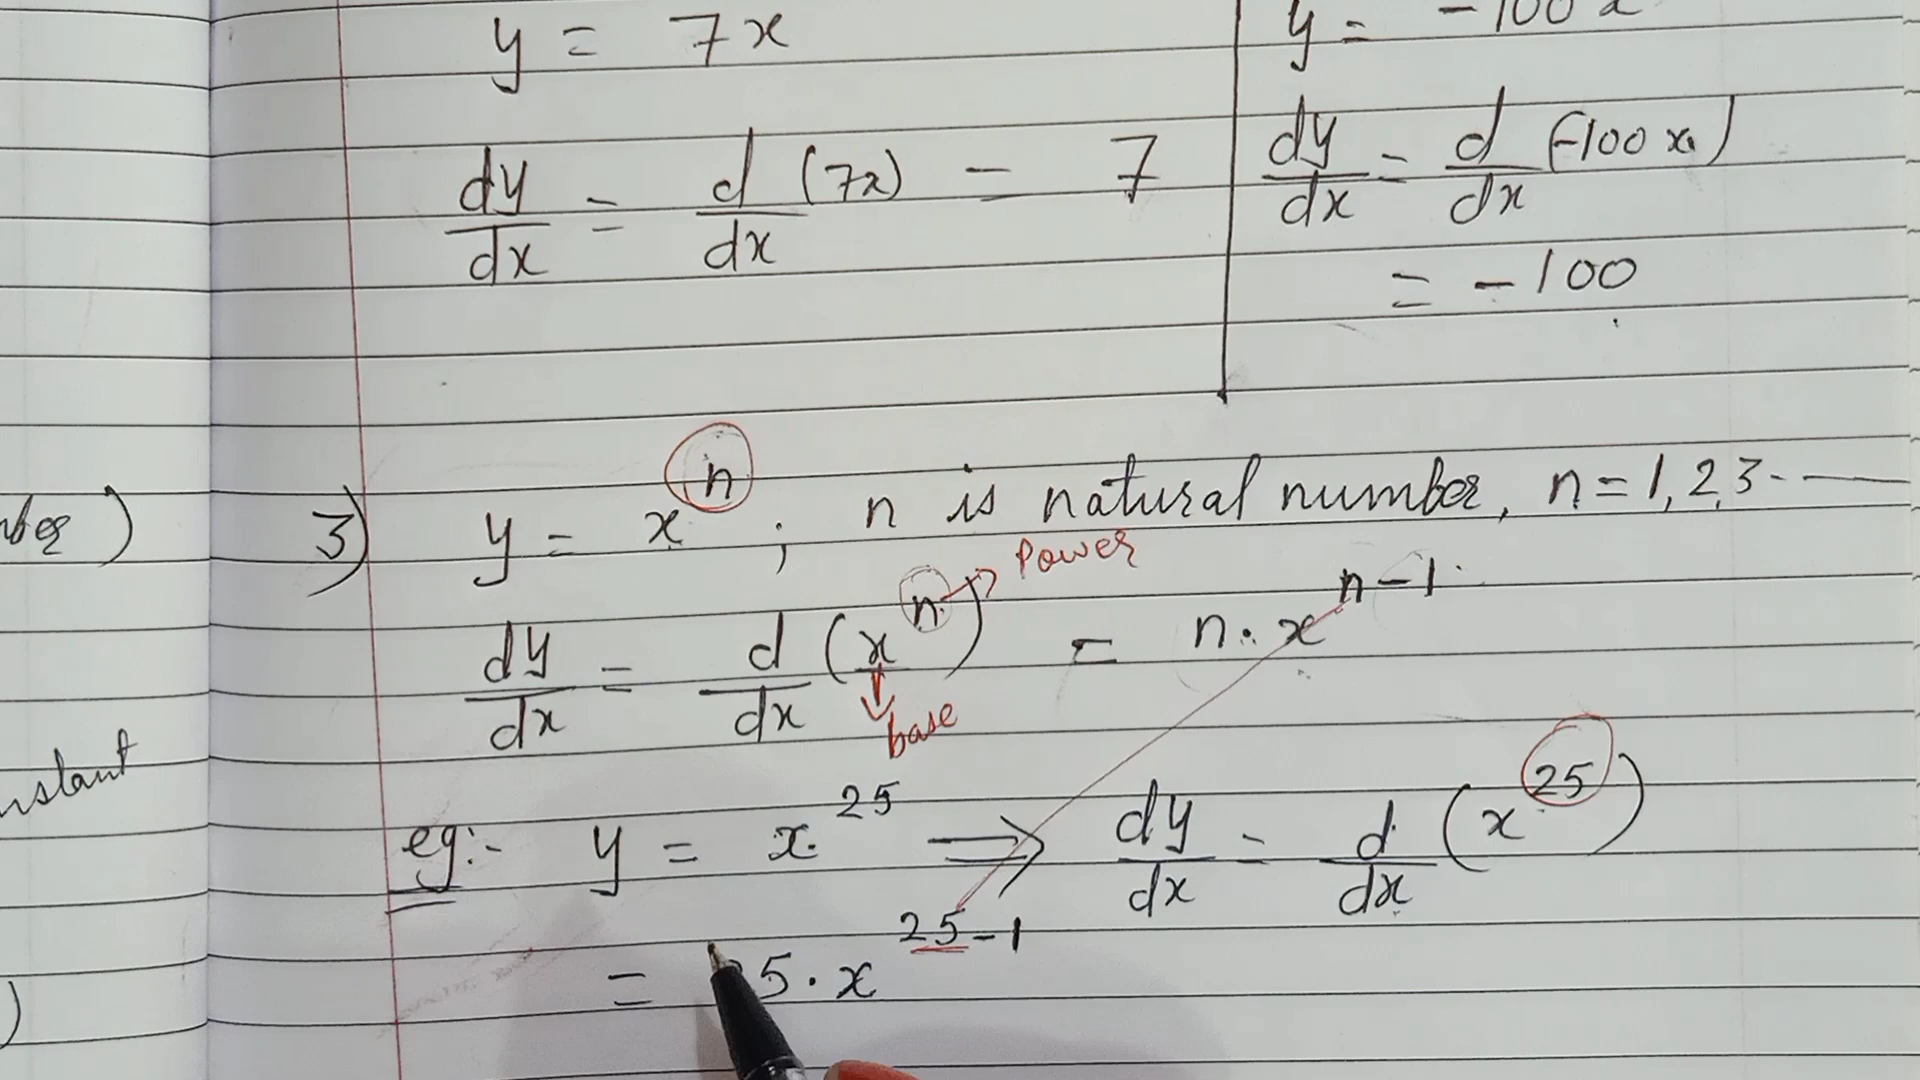 y = 7x
y = -100x
dy/dx = d/dx (7x) = 7
dy/dx = d/dx (-100x)
= -100
3) y = x^n ; n is natural number, n = 1, 2, 3 - —
dy/dx = d/dx (x^n) = n . x^n-1
Power
base
eg:- y = x^25 ⇒ dy/dx = d/dx (x^25)
= 5 . x^25-1
)